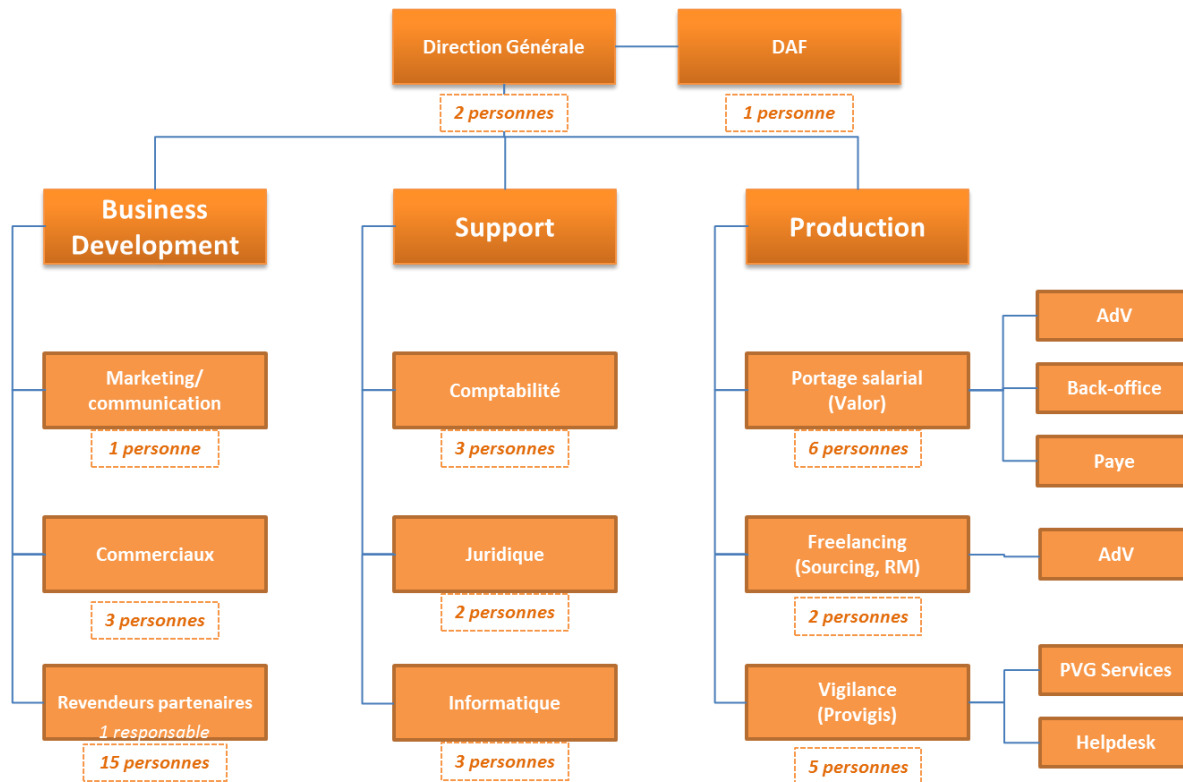 Direction Générale
DAF
2 personnes
1 personne
Business
Development
Support
Production
Marketing/
communication
1 personne
Commerciaux
3 personnes
Revendeurs partenaires
1 responsable
15 personnes
Comptabilité
3 personnes
Juridique
2 personnes
Informatique
3 personnes
Portage salarial
(Valor)
6 personnes
AdV
Back-office
Paye
Freelancing
(Sourcing, RM)
2 personnes
AdV
Vigilance
(Provigis)
5 personnes
PVG Services
Helpdesk